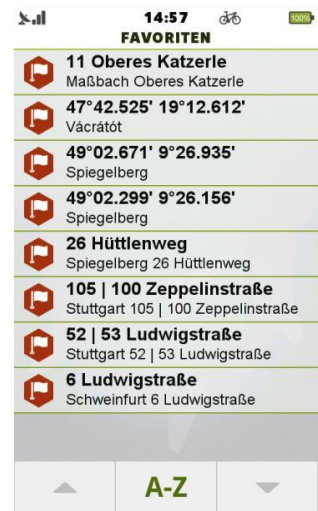 14:57 100%
FAVORITEN
11 Oberes Katzerle
Maßbach Oberes Katzerle
47°42.525' 19°12.612'
Vácrátót
49°02.671' 9°26.935'
Spiegelberg
49°02.299' 9°26.156'
Spiegelberg
26 Hüttlenweg
Spiegelberg 26 Hüttlenweg
105 | 100 Zeppelinstraße
Stuttgart 105 | 100 Zeppelinstraße
52 | 53 Ludwigstraße
Stuttgart 52 | 53 Ludwigstraße
6 Ludwigstraße
Schweinfurt 6 Ludwigstraße
A-Z